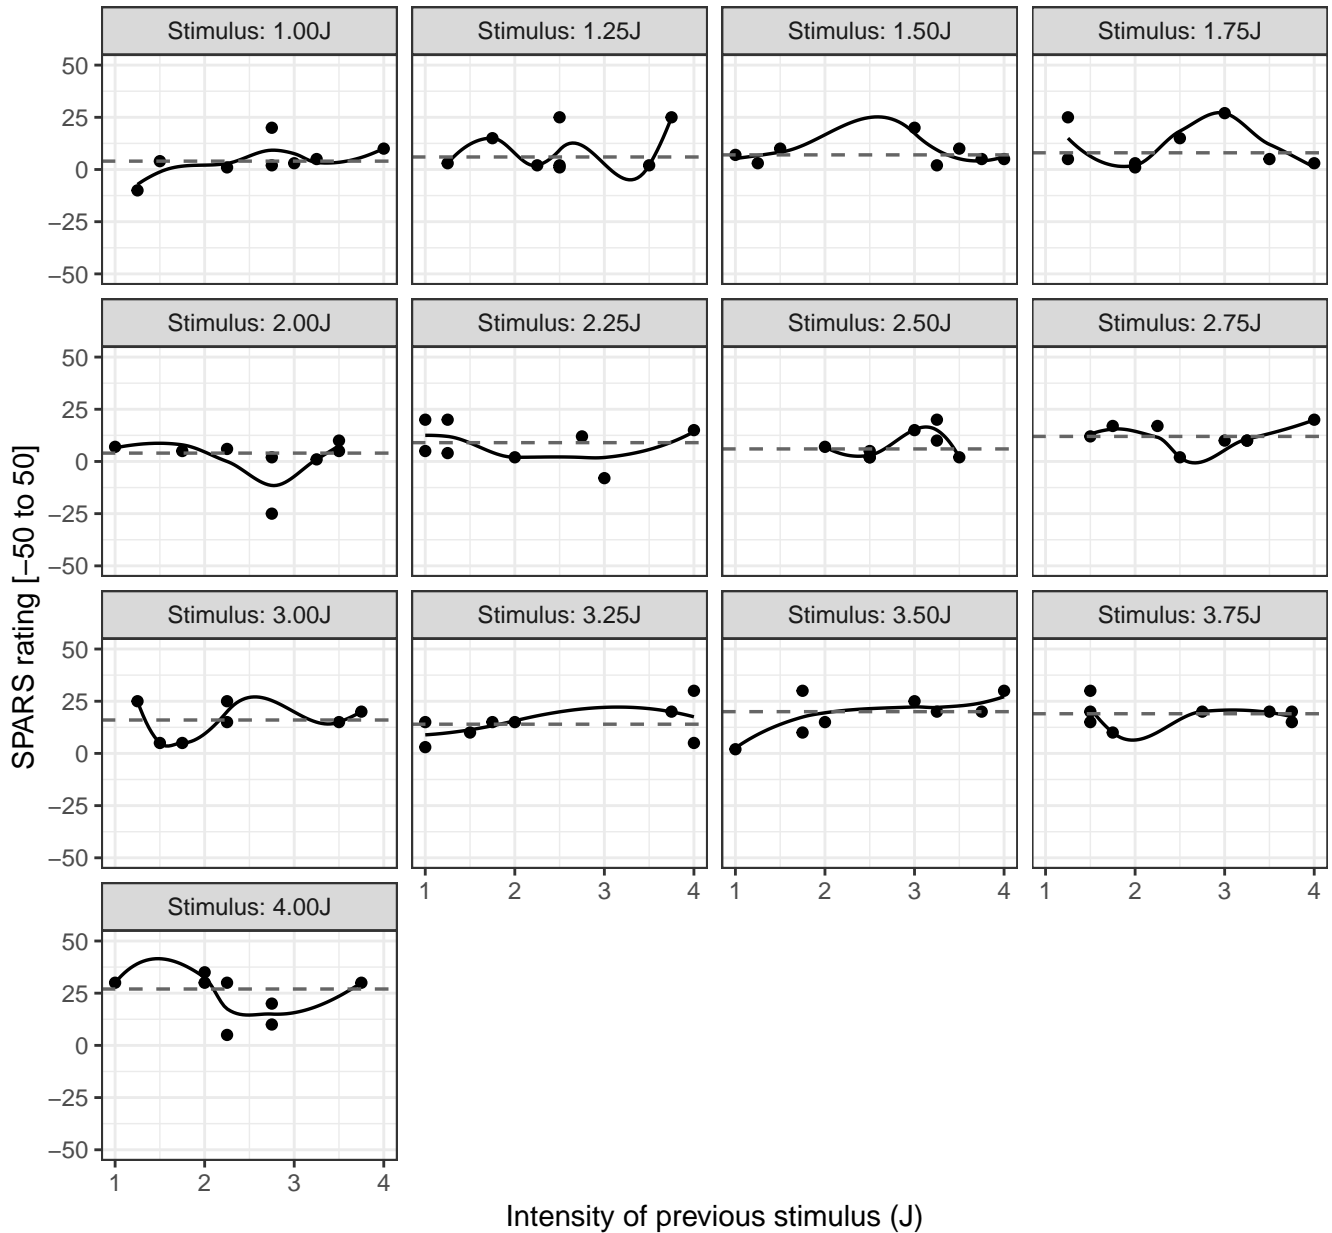 Stimulus: 1.00J
Stimulus: 1.25J
Stimulus: 1.50J
Stimulus: 1.75J
50
25
0
−25
−50
Stimulus: 2.00J
Stimulus: 2.25J
Stimulus: 2.50J
Stimulus: 2.75J
50
25
0
−25
−50
SPARS rating [−50 to 50]
Stimulus: 3.00J
Stimulus: 3.25J
Stimulus: 3.50J
Stimulus: 3.75J
50
25
0
−25
−50
1 2 3 4
1 2 3 4
1 2 3 4
Stimulus: 4.00J
50
25
0
−25
−50
1 2 3 4
Intensity of previous stimulus (J)